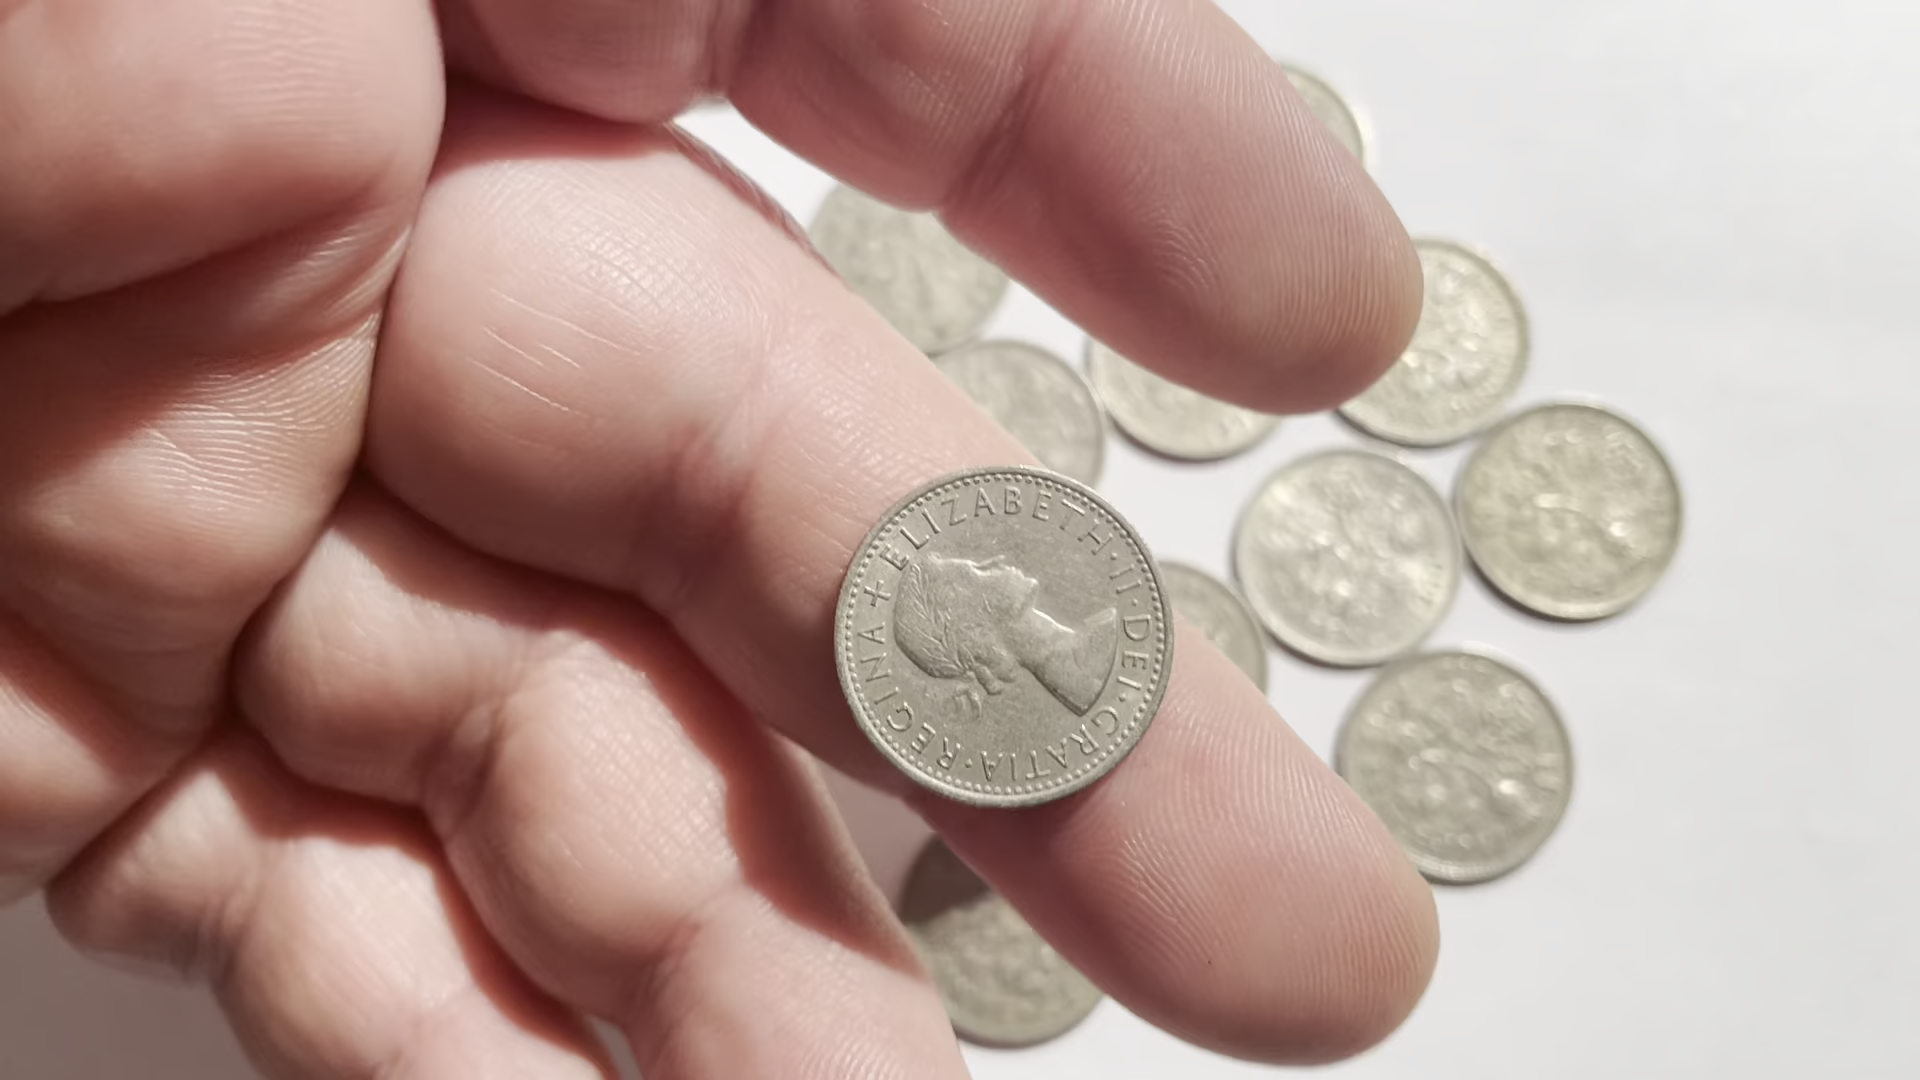 + ELIZABETH · II · DEI · GRATIA · REGINA